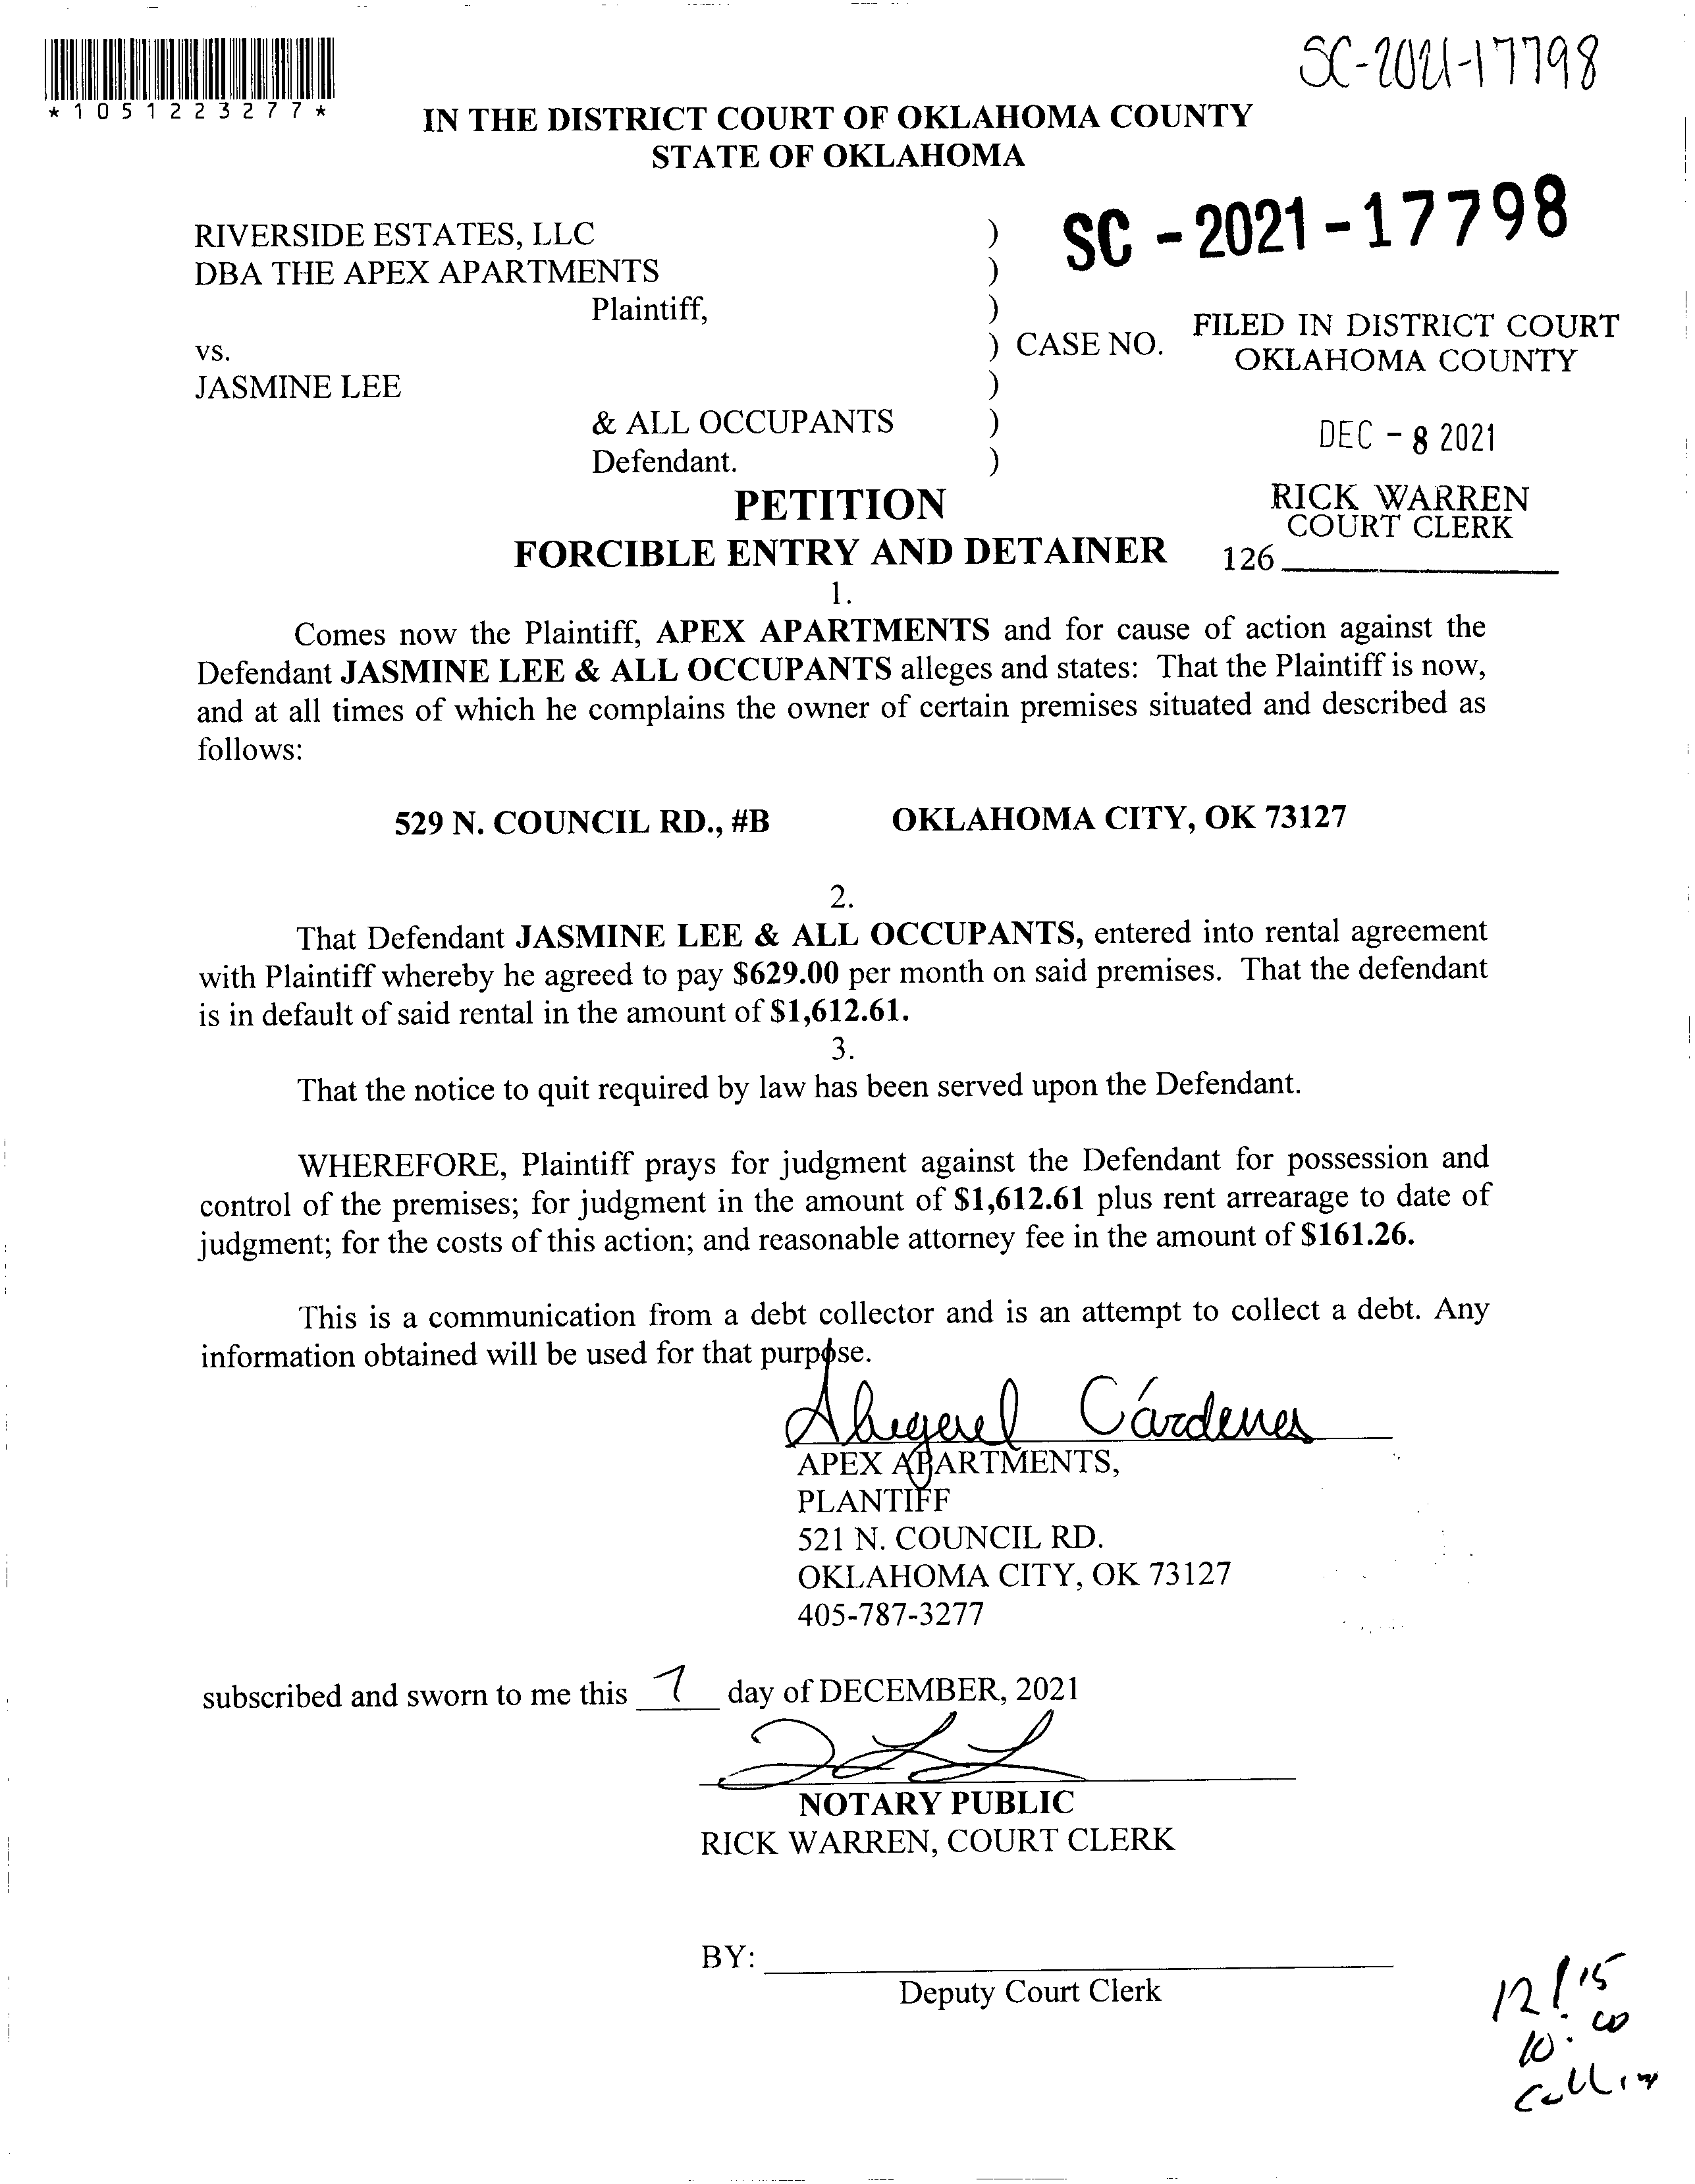 SC-2021-17798
*1051223277*
IN THE DISTRICT COURT OF OKLAHOMA COUNTY
STATE OF OKLAHOMA
SC - 2021 - 17798
RIVERSIDE ESTATES, LLC )
DBA THE APEX APARTMENTS )
Plaintiff, )
vs. ) CASE NO.
JASMINE LEE )
& ALL OCCUPANTS )
Defendant. )
FILED IN DISTRICT COURT
OKLAHOMA COUNTY
DEC - 8 2021
RICK WARREN
COURT CLERK
126
PETITION
FORCIBLE ENTRY AND DETAINER
1.
Comes now the Plaintiff, APEX APARTMENTS and for cause of action against the
Defendant JASMINE LEE & ALL OCCUPANTS alleges and states: That the Plaintiff is now,
and at all times of which he complains the owner of certain premises situated and described as
follows:
529 N. COUNCIL RD., #B OKLAHOMA CITY, OK 73127
2.
That Defendant JASMINE LEE & ALL OCCUPANTS, entered into rental agreement
with Plaintiff whereby he agreed to pay $629.00 per month on said premises. That the defendant
is in default of said rental in the amount of $1,612.61.
3.
That the notice to quit required by law has been served upon the Defendant.
WHEREFORE, Plaintiff prays for judgment against the Defendant for possession and
control of the premises; for judgment in the amount of $1,612.61 plus rent arrearage to date of
judgment; for the costs of this action; and reasonable attorney fee in the amount of $161.26.
This is a communication from a debt collector and is an attempt to collect a debt. Any
information obtained will be used for that purpose.
Cárdenas
APEX APARTMENTS,
PLANTIFF
521 N. COUNCIL RD.
OKLAHOMA CITY, OK 73127
405-787-3277
subscribed and sworn to me this 7 day of DECEMBER, 2021
NOTARY PUBLIC
RICK WARREN, COURT CLERK
BY:
Deputy Court Clerk
12/15
10:00